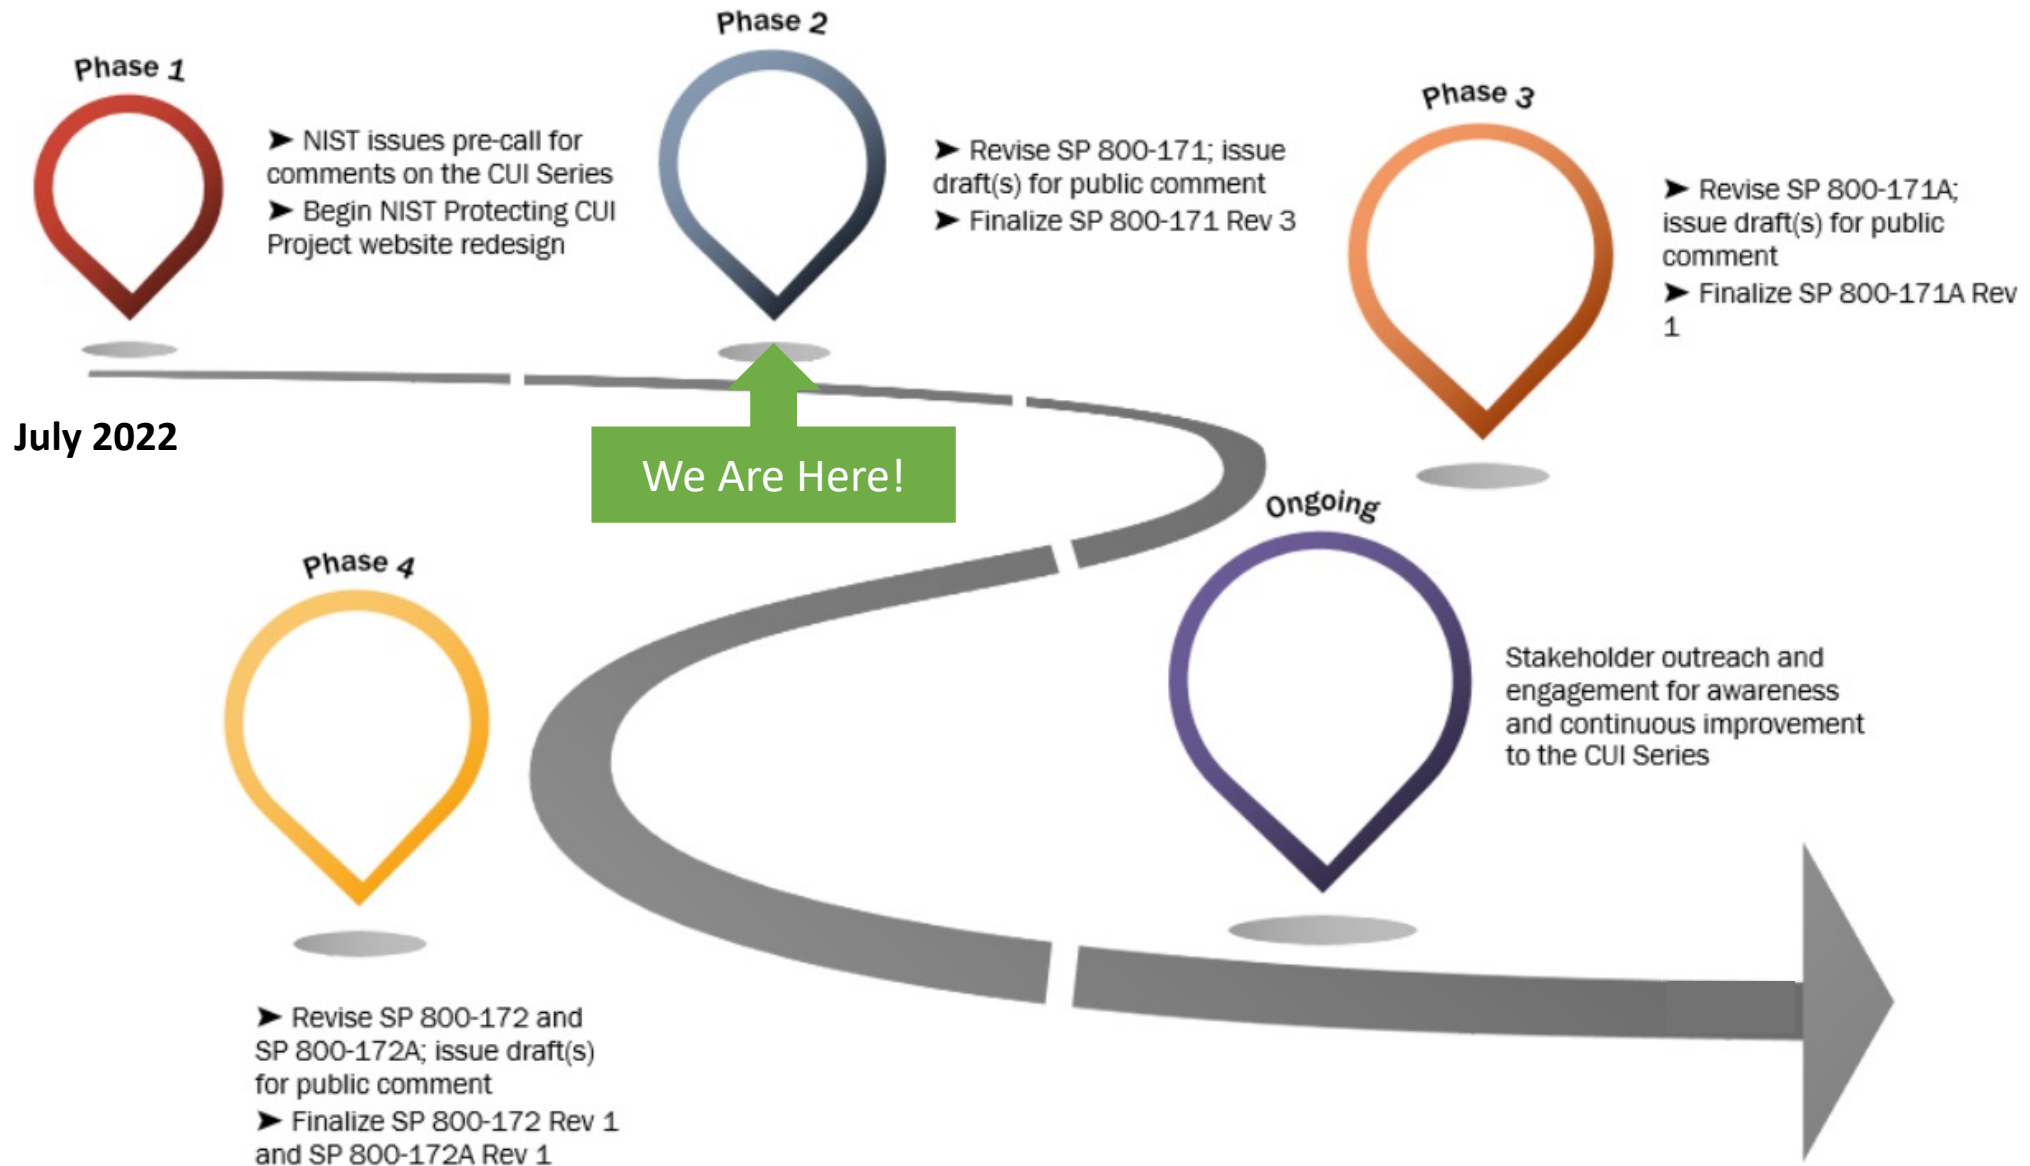 Phase 1
➤ NIST issues pre-call for
comments on the CUI Series
➤ Begin NIST Protecting CUI
Project website redesign
Phase 2
➤ Revise SP 800-171; issue
draft(s) for public comment
➤ Finalize SP 800-171 Rev 3
Phase 3
➤ Revise SP 800-171A;
issue draft(s) for public
comment
➤ Finalize SP 800-171A Rev
1
July 2022
We Are Here!
Phase 4
➤ Revise SP 800-172 and
SP 800-172A; issue draft(s)
for public comment
➤ Finalize SP 800-172 Rev 1
and SP 800-172A Rev 1
Ongoing
Stakeholder outreach and
engagement for awareness
and continuous improvement
to the CUI Series